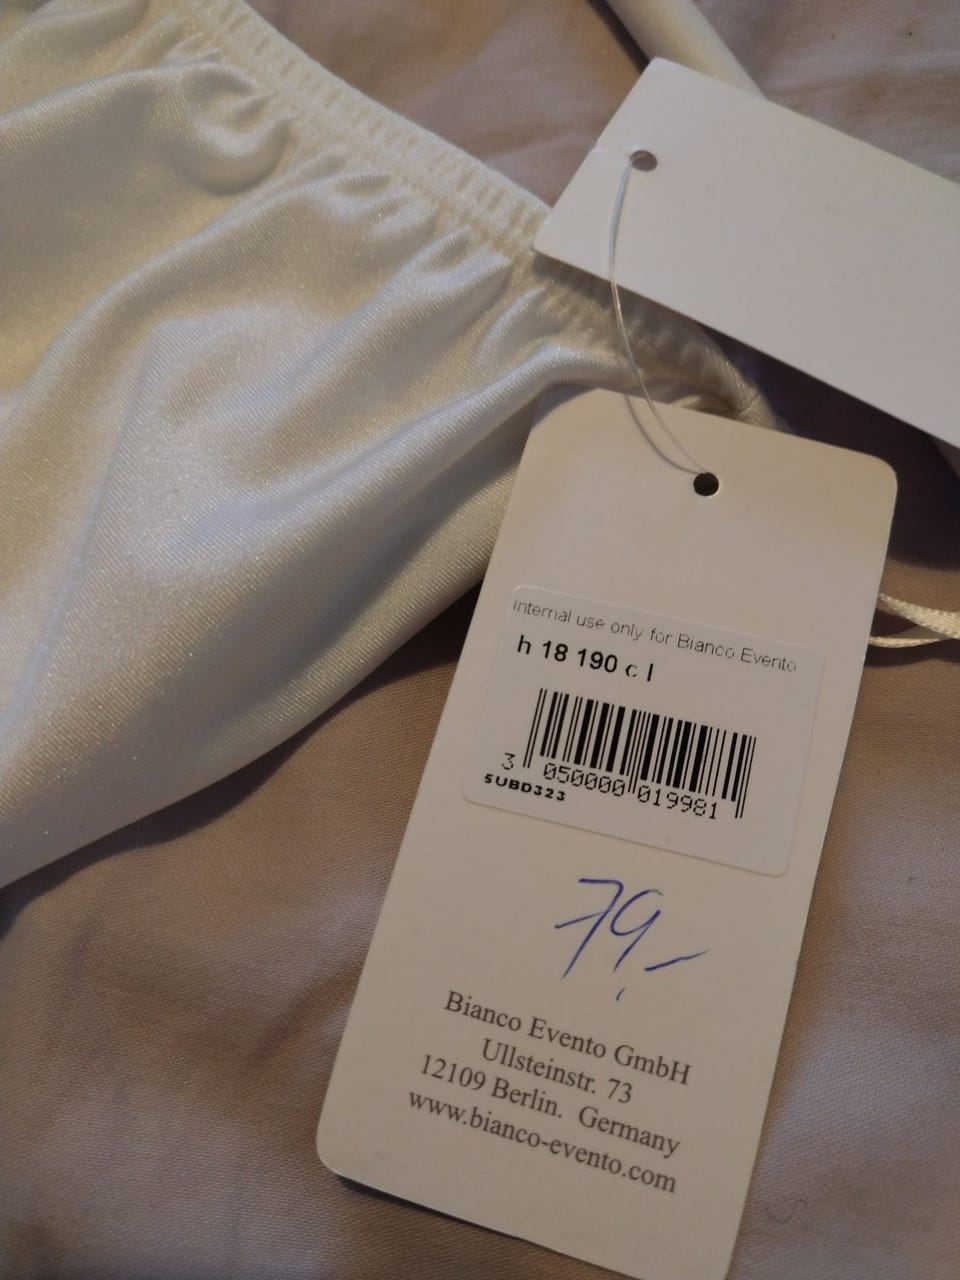 Internal use only for Bianco Evento
h 18 190 c l
3 050000 019981
5UBD323
79,-
Bianco Evento GmbH
Ullsteinstr. 73
12109 Berlin. Germany
www.bianco-evento.com